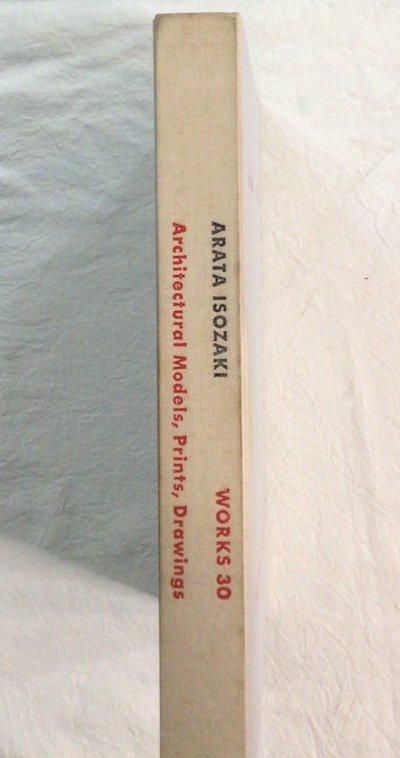 ARATA ISOZAKI WORKS 30
Architectural Models, Prints, Drawings